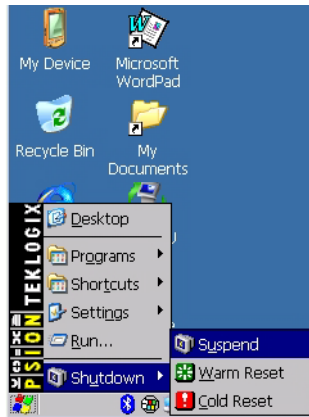 My Device
Microsoft
WordPad
Recycle Bin
My
Documents
PSION TEKLOGIX
Desktop
Programs
Shortcuts
Settings
Run...
Shutdown
Suspend
Warm Reset
Cold Reset